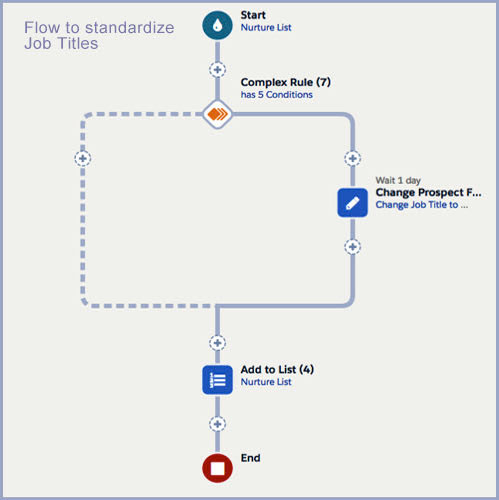 Flow to standardize
Job Titles
Start
Nurture List
Complex Rule (7)
has 5 Conditions
Wait 1 day
Change Prospect F...
Change Job Title to ...
Add to List (4)
Nurture List
End